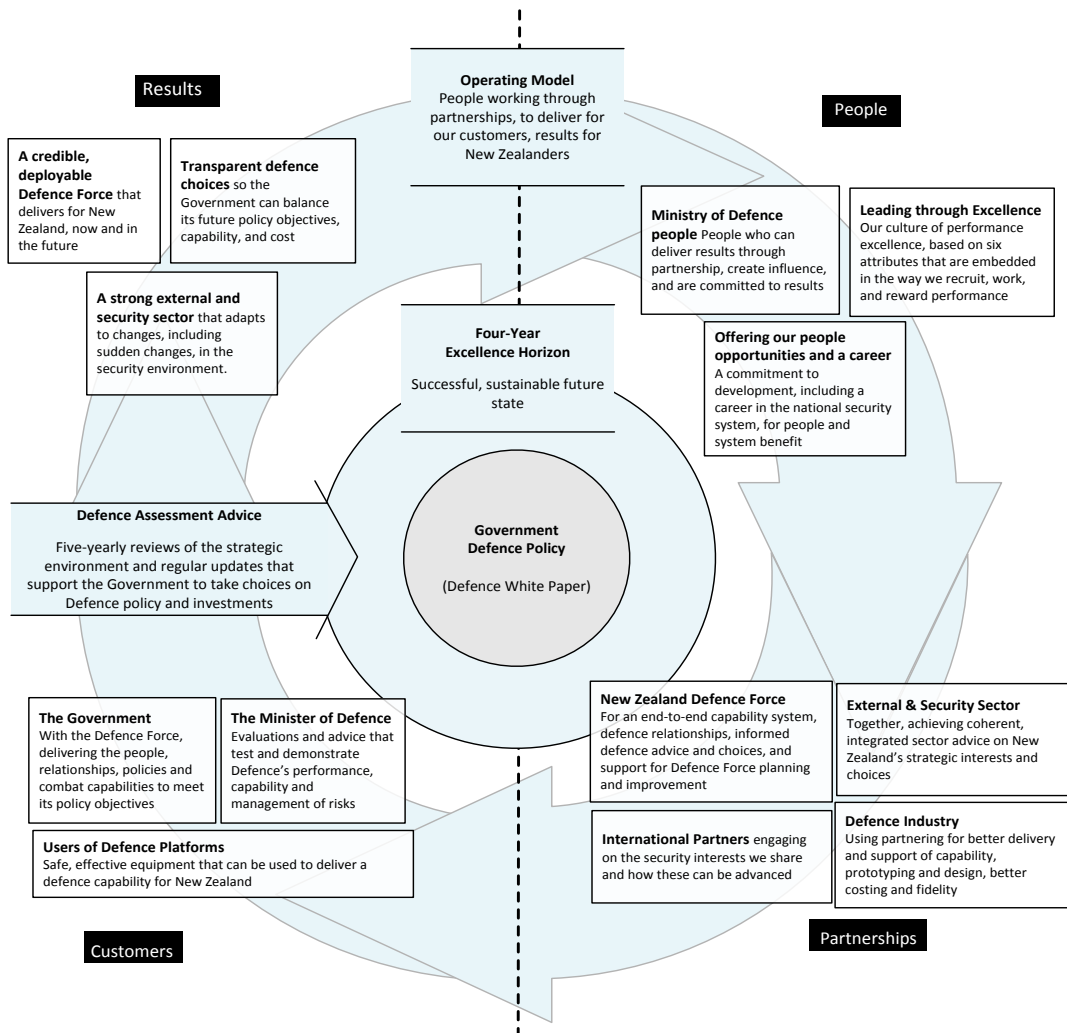 Results
Operating Model
People working through
partnerships, to deliver for
our customers, results for
New Zealanders
People
A credible,
deployable
Defence Force that
delivers for New
Zealand, now and in
the future
Transparent defence
choices so the
Government can balance
its future policy objectives,
capability, and cost
A strong external and
security sector that adapts
to changes, including
sudden changes, in the
security environment.
Ministry of Defence
people People who can
deliver results through
partnership, create influence,
and are committed to results
Leading through Excellence
Our culture of performance
excellence, based on six
attributes that are embedded
in the way we recruit, work,
and reward performance
Offering our people
opportunities and a career
A commitment to
development, including a
career in the national security
system, for people and
system benefit
Four-Year
Excellence Horizon
Successful, sustainable future
state
Defence Assessment Advice
Five-yearly reviews of the strategic
environment and regular updates that
support the Government to take choices on
Defence policy and investments
Government
Defence Policy
(Defence White Paper)
The Government
With the Defence Force,
delivering the people,
relationships, policies and
combat capabilities to meet
its policy objectives
The Minister of Defence
Evaluations and advice that
test and demonstrate
Defence's performance,
capability and
management of risks
Users of Defence Platforms
Safe, effective equipment that can be used to deliver a
defence capability for New Zealand
New Zealand Defence Force
For an end-to-end capability system,
defence relationships, informed
defence advice and choices, and
support for Defence Force planning
and improvement
External & Security Sector
Together, achieving coherent,
integrated sector advice on New
Zealand's strategic interests and
choices
International Partners engaging
on the security interests we share
and how these can be advanced
Defence Industry
Using partnering for better delivery
and support of capability,
prototyping and design, better
costing and fidelity
Customers
Partnerships